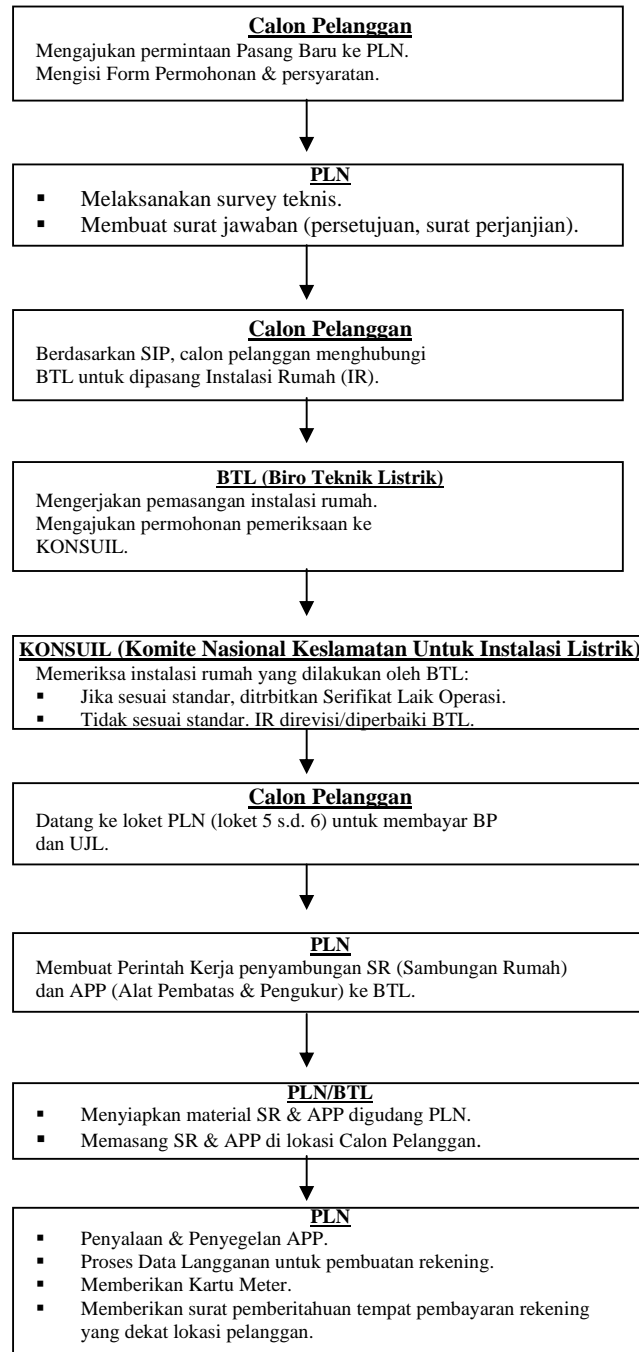 Calon Pelanggan
Mengajukan permintaan Pasang Baru ke PLN.
Mengisi Form Permohonan & persyaratan.
PLN
▪ Melaksanakan survey teknis.
▪ Membuat surat jawaban (persetujuan, surat perjanjian).
Calon Pelanggan
Berdasarkan SIP, calon pelanggan menghubungi
BTL untuk dipasang Instalasi Rumah (IR).
BTL (Biro Teknik Listrik)
Mengerjakan pemasangan instalasi rumah.
Mengajukan permohonan pemeriksaan ke
KONSUIL.
KONSUIL (Komite Nasional Keslamatan Untuk Instalasi Listrik)
Memeriksa instalasi rumah yang dilakukan oleh BTL:
▪ Jika sesuai standar, ditrbitkan Serifikat Laik Operasi.
▪ Tidak sesuai standar. IR direvisi/diperbaiki BTL.
Calon Pelanggan
Datang ke loket PLN (loket 5 s.d. 6) untuk membayar BP
dan UJL.
PLN
Membuat Perintah Kerja penyambungan SR (Sambungan Rumah)
dan APP (Alat Pembatas & Pengukur) ke BTL.
PLN/BTL
▪ Menyiapkan material SR & APP digudang PLN.
▪ Memasang SR & APP di lokasi Calon Pelanggan.
PLN
▪ Penyalaan & Penyegelan APP.
▪ Proses Data Langganan untuk pembuatan rekening.
▪ Memberikan Kartu Meter.
▪ Memberikan surat pemberitahuan tempat pembayaran rekening
yang dekat lokasi pelanggan.